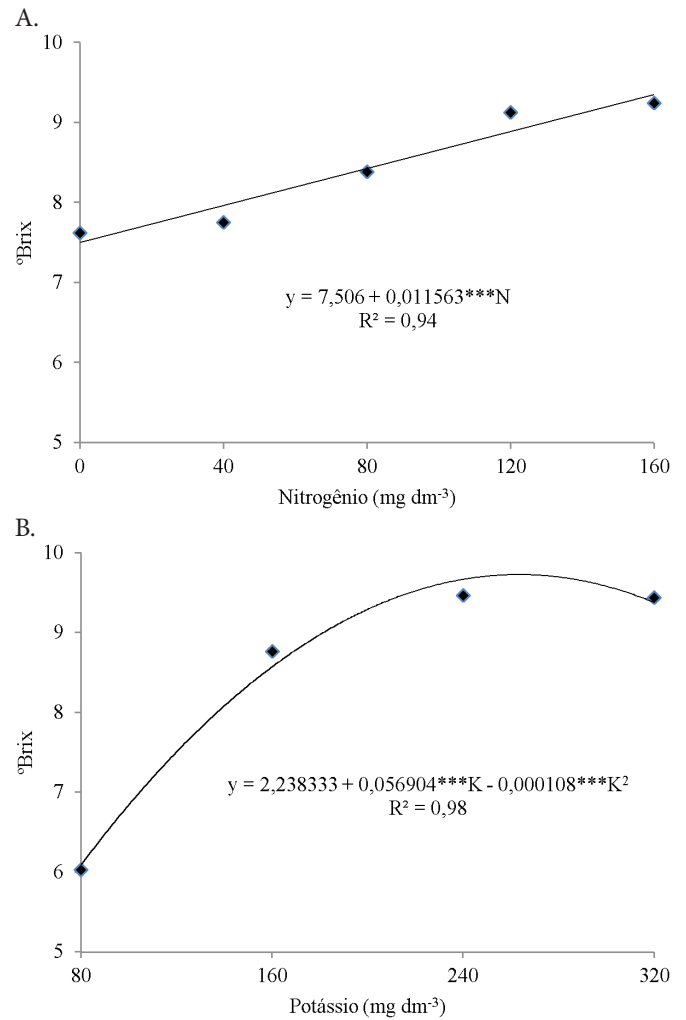 A.
10
9
8
7
6
5
ºBrix
y = 7,506 + 0,011563***N
R² = 0,94
0 40 80 120 160
Nitrogênio (mg dm⁻³)
B.
10
9
8
7
6
5
ºBrix
y = 2,238333 + 0,056904***K - 0,000108***K²
R² = 0,98
80 160 240 320
Potássio (mg dm⁻³)